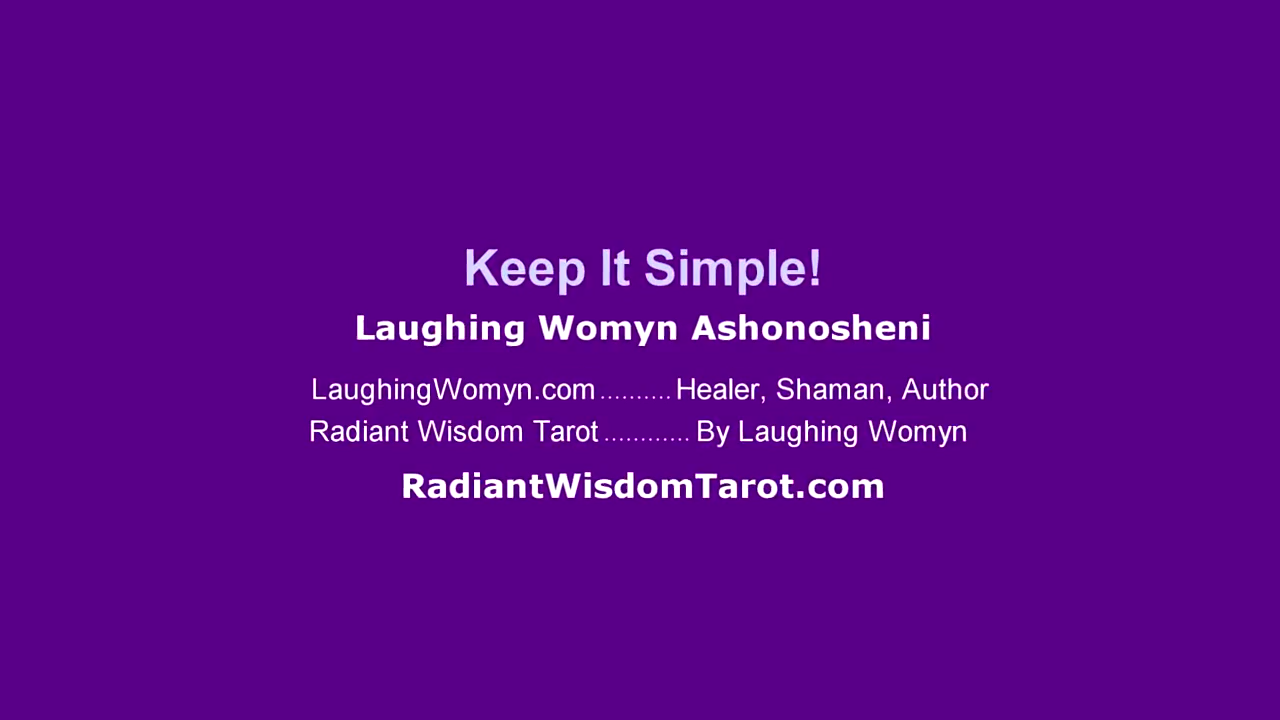 Keep It Simple!
Laughing Womyn Ashonosheni
LaughingWomyn.com .......... Healer, Shaman, Author
Radiant Wisdom Tarot ............ By Laughing Womyn
RadiantWisdomTarot.com